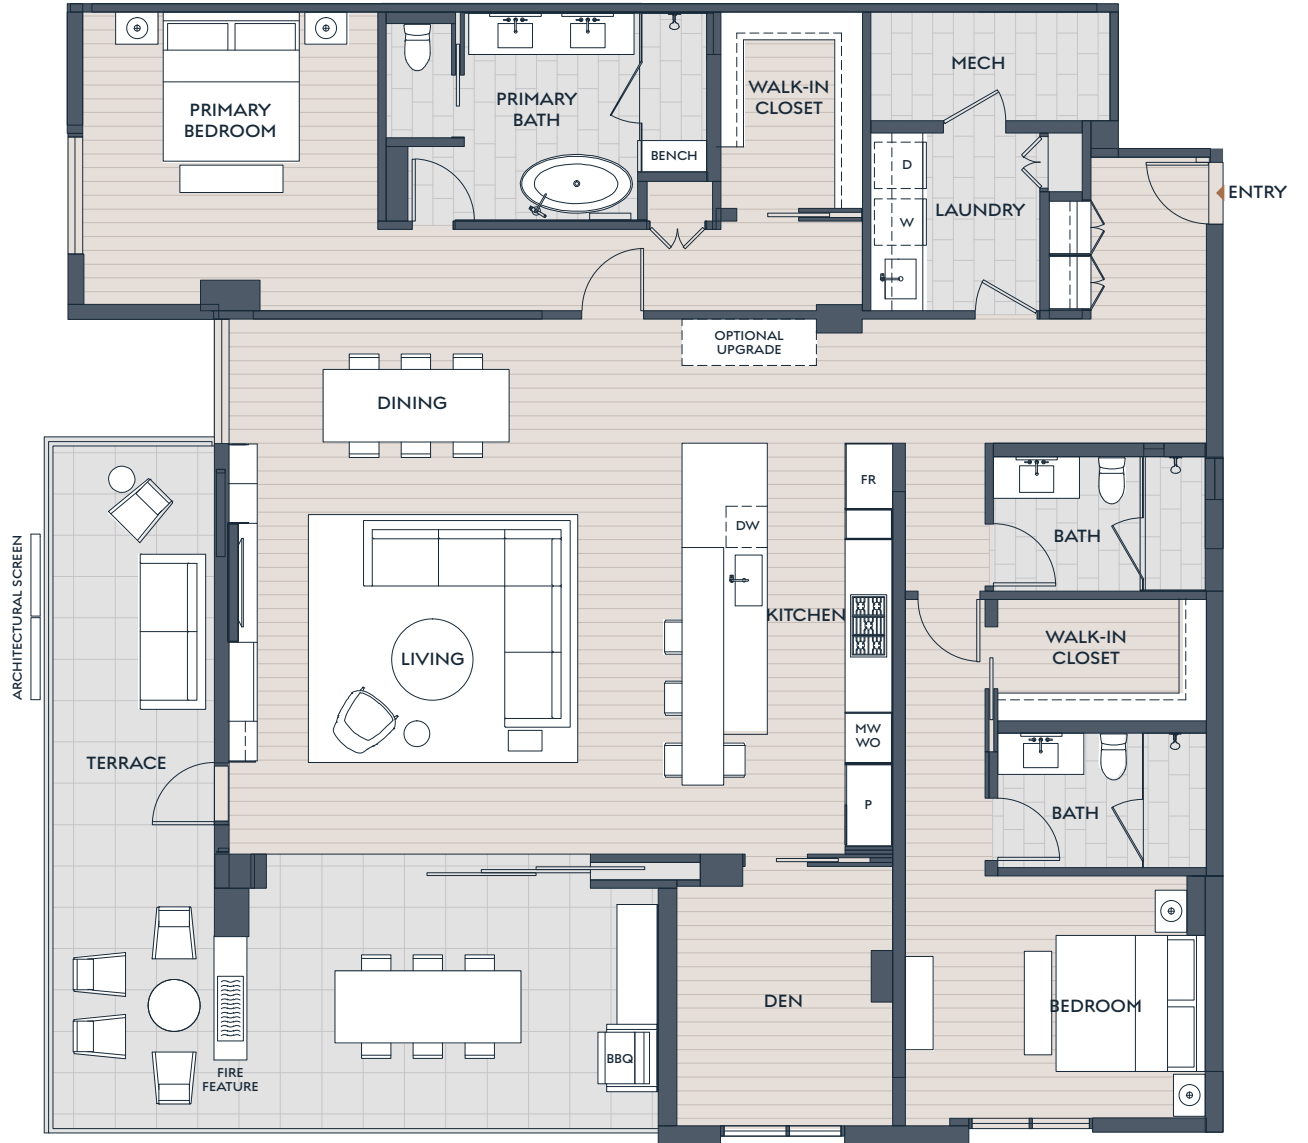 PRIMARY
BEDROOM
PRIMARY
BATH
BENCH
WALK-IN
CLOSET
MECH
D
W
LAUNDRY
ENTRY
OPTIONAL
UPGRADE
DINING
FR
DW
BATH
ARCHITECTURAL SCREEN
KITCHEN
LIVING
WALK-IN
CLOSET
MW
WO
TERRACE
P
BATH
DEN
BEDROOM
BBQ
FIRE
FEATURE